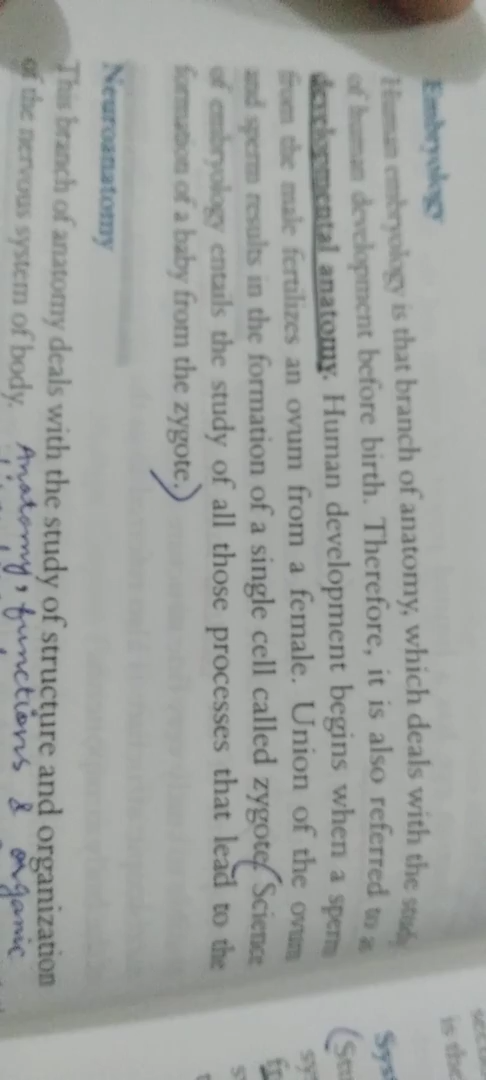 Embryology
Human embryology is that branch of anatomy, which deals with the study
of human development before birth. Therefore, it is also referred to as
developmental anatomy. Human development begins when a sperm
from the male fertilizes an ovum from a female. Union of the ovum
and sperm results in the formation of a single cell called zygote. (Science
of embryology entails the study of all those processes that lead to the
formation of a baby from the zygote.)
Neuroanatomy
This branch of anatomy deals with the study of structure and organization
of the nervous system of body. Anatomy, functions & organic
is the